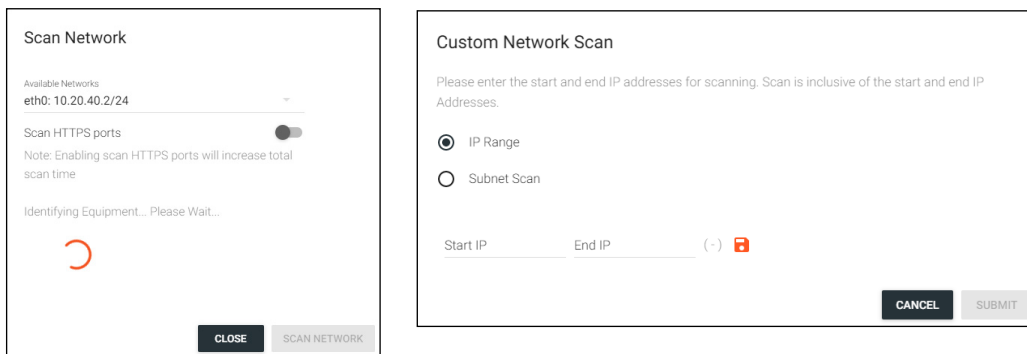 Scan Network
Available Networks
eth0: 10.20.40.2/24
Scan HTTPS ports
Note: Enabling scan HTTPS ports will increase total
scan time
Identifying Equipment... Please Wait...
CLOSE
SCAN NETWORK
Custom Network Scan
Please enter the start and end IP addresses for scanning. Scan is inclusive of the start and end IP
Addresses.
IP Range
Subnet Scan
Start IP
End IP
(-)
CANCEL
SUBMIT